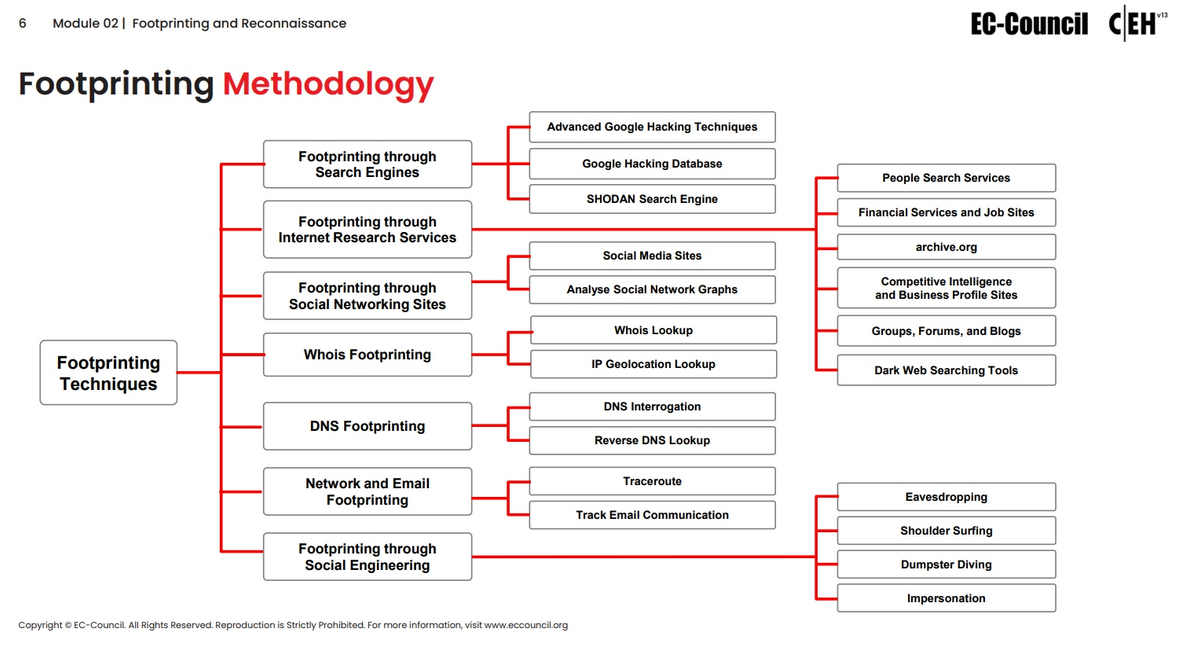 6 Module 02 | Footprinting and Reconnaissance
EC-Council C|EH v13
Footprinting Methodology
Footprinting Techniques
Footprinting through
Search Engines
Advanced Google Hacking Techniques
Google Hacking Database
SHODAN Search Engine
Footprinting through
Internet Research Services
People Search Services
Financial Services and Job Sites
archive.org
Competitive Intelligence
and Business Profile Sites
Groups, Forums, and Blogs
Dark Web Searching Tools
Footprinting through
Social Networking Sites
Social Media Sites
Analyse Social Network Graphs
Whois Footprinting
Whois Lookup
IP Geolocation Lookup
DNS Footprinting
DNS Interrogation
Reverse DNS Lookup
Network and Email
Footprinting
Traceroute
Track Email Communication
Footprinting through
Social Engineering
Eavesdropping
Shoulder Surfing
Dumpster Diving
Impersonation
Copyright © EC-Council. All Rights Reserved. Reproduction is Strictly Prohibited. For more information, visit www.eccouncil.org